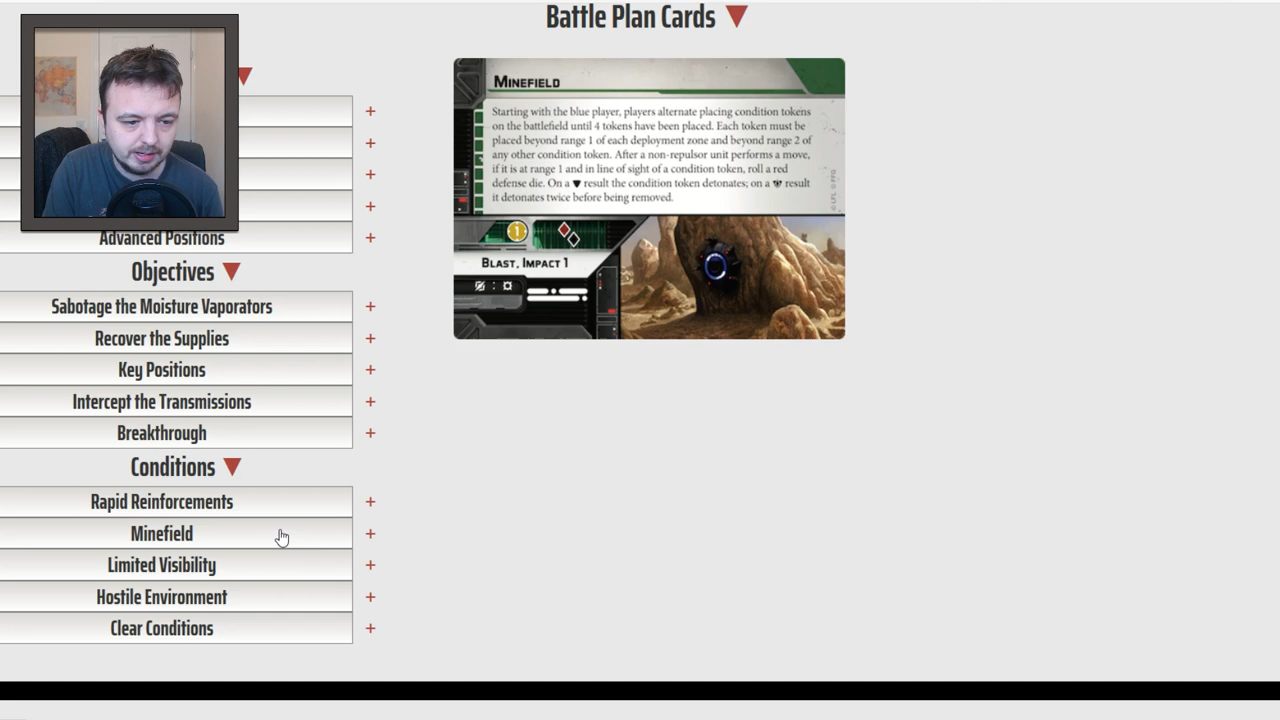 Battle Plan Cards
Advanced Positions
Objectives
Sabotage the Moisture Vaporators
Recover the Supplies
Key Positions
Intercept the Transmissions
Breakthrough
Conditions
Rapid Reinforcements
Minefield
Limited Visibility
Hostile Environment
Clear Conditions
MINEFIELD
Starting with the blue player, players alternate placing condition tokens
on the battlefield until 4 tokens have been placed. Each token must be
placed beyond range 1 of each deployment zone and beyond range 2 of
any other condition token. After a non-repulsor unit performs a move,
if it is at range 1 and in line of sight of a condition token, roll a red
defense die. On a result the condition token detonates; on a result
it detonates twice before being removed.
© LFL © FFG
1
BLAST, IMPACT 1